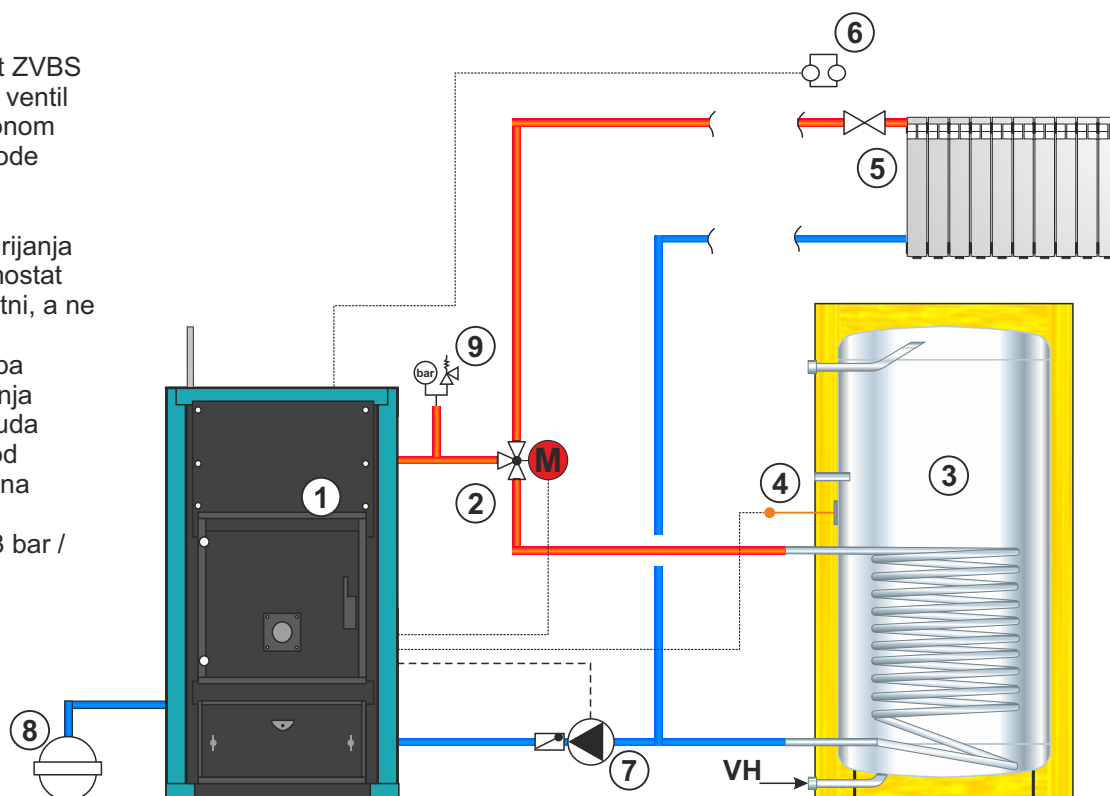 t ZVBS
ventil
onom
ode
rijanja
nostat
tni, a ne
ba
nja
uda
od
na
3 bar /
6
5
9
bar
M
1
2
3
4
8
7
VH